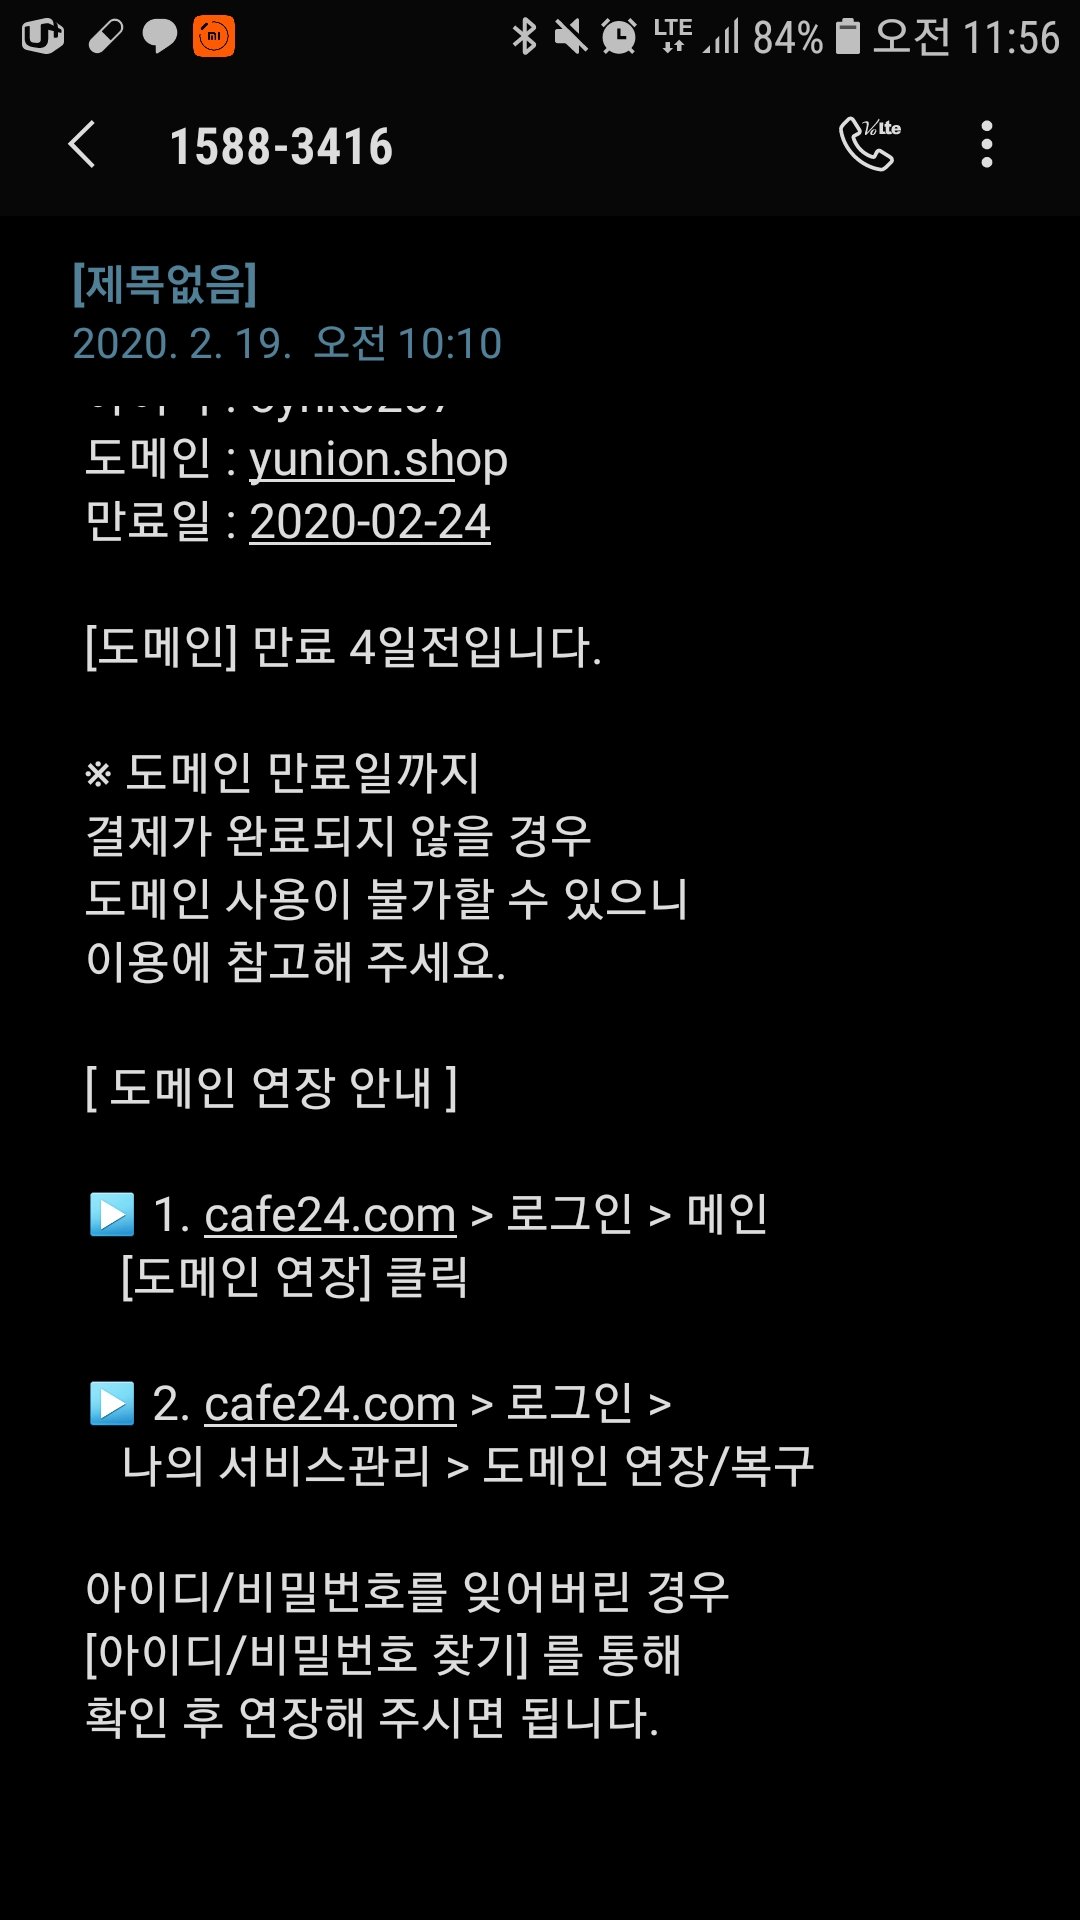 LTE 84% 오전 11:56
1588-3416
[제목없음]
2020. 2. 19. 오전 10:10
도메인 : yunion.shop
만료일 : 2020-02-24
[도메인] 만료 4일전입니다.
※ 도메인 만료일까지
결제가 완료되지 않을 경우
도메인 사용이 불가할 수 있으니
이용에 참고해 주세요.
[ 도메인 연장 안내 ]
▶ 1. cafe24.com > 로그인 > 메인
[도메인 연장] 클릭
▶ 2. cafe24.com > 로그인 >
나의 서비스관리 > 도메인 연장/복구
아이디/비밀번호를 잊어버린 경우
[아이디/비밀번호 찾기] 를 통해
확인 후 연장해 주시면 됩니다.